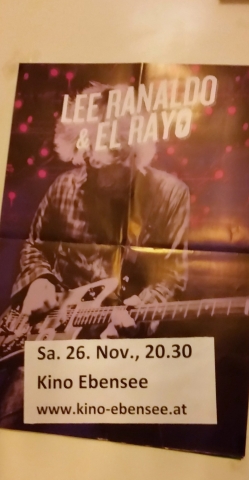 LEE RANALDO
& EL RAYO
Sa. 26. Nov., 20.30
Kino Ebensee
www.kino-ebensee.at